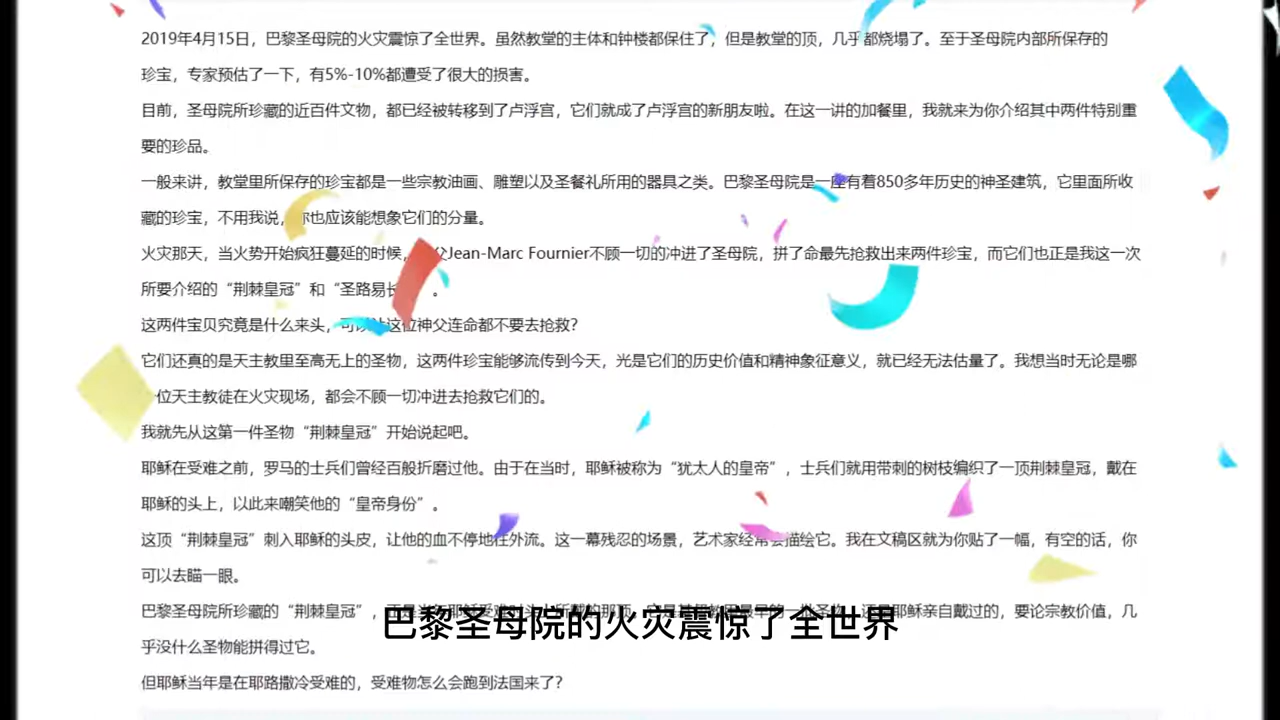 2019年4月15日，巴黎圣母院的火灾震惊了全世界。虽然教堂的主体和钟楼都保住了，但是教堂的顶，几乎都烧塌了。至于圣母院内部所保存的
珍宝，专家预估了一下，有5%-10%都遭受了很大的损害。
目前，圣母院所珍藏的近百件文物，都已经被转移到了卢浮宫，它们就成了卢浮宫的新朋友啦。在这一讲的加餐里，我就来为你介绍其中两件特别重
要的珍品。
一般来讲，教堂里所保存的珍宝都是一些宗教油画、雕塑以及圣餐礼所用的器具之类。巴黎圣母院是一座有着850多年历史的神圣建筑，它里面所收
藏的珍宝，不用我说，你也应该能想象它们的分量。
火灾那天，当火势开始疯狂蔓延的时候，父Jean-Marc Fournier不顾一切的冲进了圣母院，拼了命最先抢救出来两件珍宝，而它们也正是我这一次
所要介绍的“荆棘皇冠”和“圣路易长。
这两件宝贝究竟是什么来头，可以让这位神父连命都不要去抢救？
它们还真的是天主教里至高无上的圣物，这两件珍宝能够流传到今天，光是它们的历史价值和精神象征意义，就已经无法估量了。我想当时无论是哪
位天主教徒在火灾现场，都会不顾一切冲进去抢救它们的。
我就先从这第一件圣物“荆棘皇冠”开始说起吧。
耶稣在受难之前，罗马的士兵们曾经百般折磨过他。由于在当时，耶稣被称为“犹太人的皇帝”，士兵们就用带刺的树枝编织了一顶荆棘皇冠，戴在
耶稣的头上，以此来嘲笑他的“皇帝身份”。
这顶“荆棘皇冠”刺入耶稣的头皮，让他的血不停地往外流。这一幕残忍的场景，艺术家经常会描绘它。我在文稿区就为你贴了一幅，有空的话，你
可以去瞄一眼。
巴黎圣母院所珍藏的“荆棘皇冠”，耶稣亲自戴过的，要论宗教价值，几
巴黎圣母院的火灾震惊了全世界
乎没什么圣物能拼得过它。
但耶稣当年是在耶路撒冷受难的，受难物怎么会跑到法国来了？